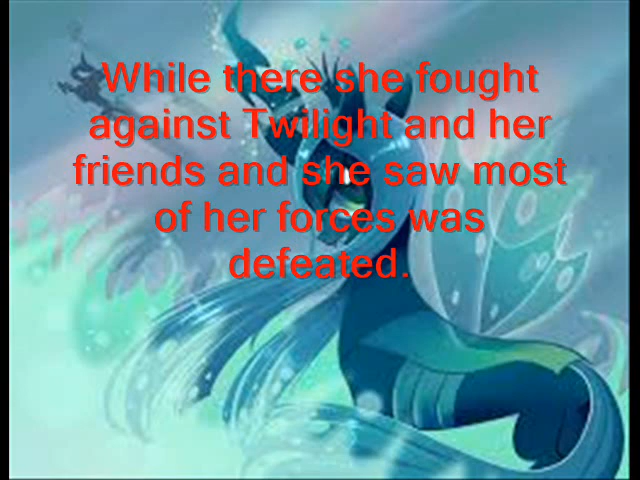 While there she fought
against Twilight and her
friends and she saw most
of her forces was
defeated.